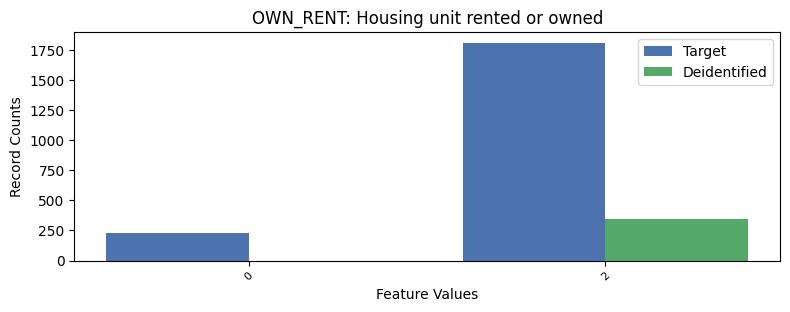 OWN_RENT: Housing unit rented or owned
Target
Deidentified
Record Counts
1750
1500
1250
1000
750
500
250
0
0
2
Feature Values